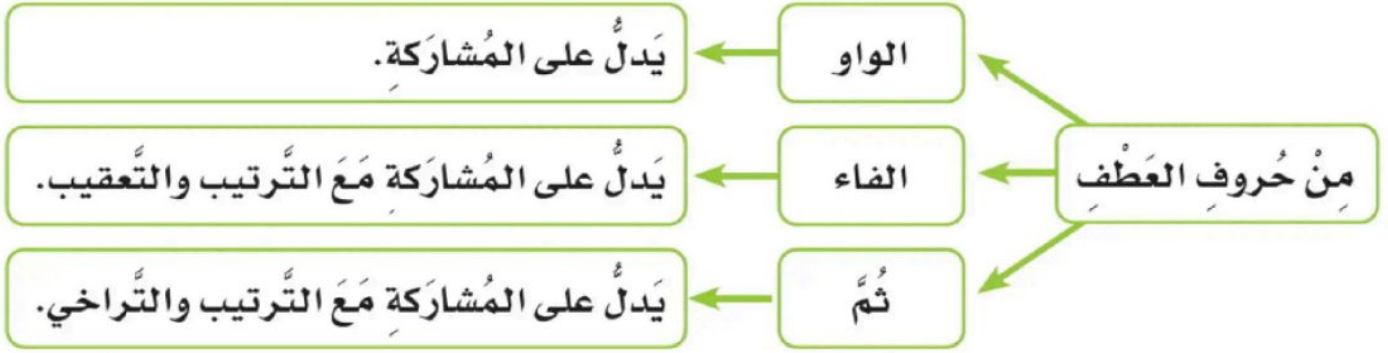 مِنْ حُروفِ العَطْفِ
الواو
يَدلُّ على المُشارَكةِ.
الفاء
يَدلُّ على المُشارَكةِ مَعَ التَّرتيب والتَّعقيب.
ثُمَّ
يَدلُّ على المُشارَكةِ مَعَ التَّرتيب والتَّراخي.